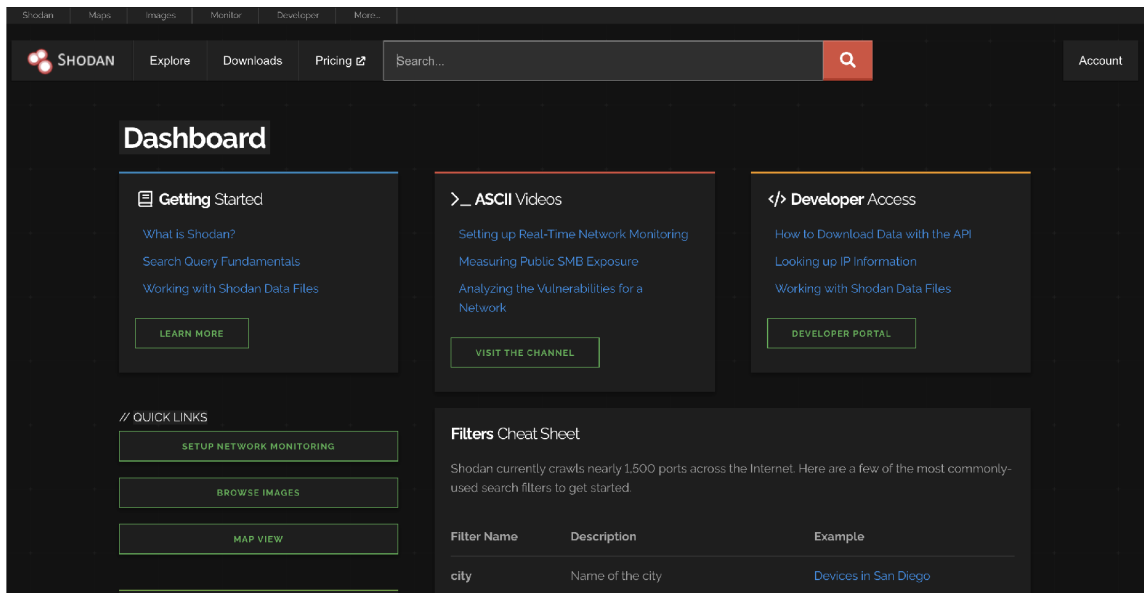 Shodan Maps Images Monitor Developer More...
SHODAN Explore Downloads Pricing Search... Account
Dashboard
Getting Started
What is Shodan?
Search Query Fundamentals
Working with Shodan Data Files
LEARN MORE
>_ ASCII Videos
Setting up Real-Time Network Monitoring
Measuring Public SMB Exposure
Analyzing the Vulnerabilities for a
Network
VISIT THE CHANNEL
</> Developer Access
How to Download Data with the API
Looking up IP Information
Working with Shodan Data Files
DEVELOPER PORTAL
// QUICK LINKS
SETUP NETWORK MONITORING
BROWSE IMAGES
MAP VIEW
Filters Cheat Sheet
Shodan currently crawls nearly 1,500 ports across the Internet. Here are a few of the most commonly-
used search filters to get started.
Filter Name Description Example
city Name of the city Devices in San Diego